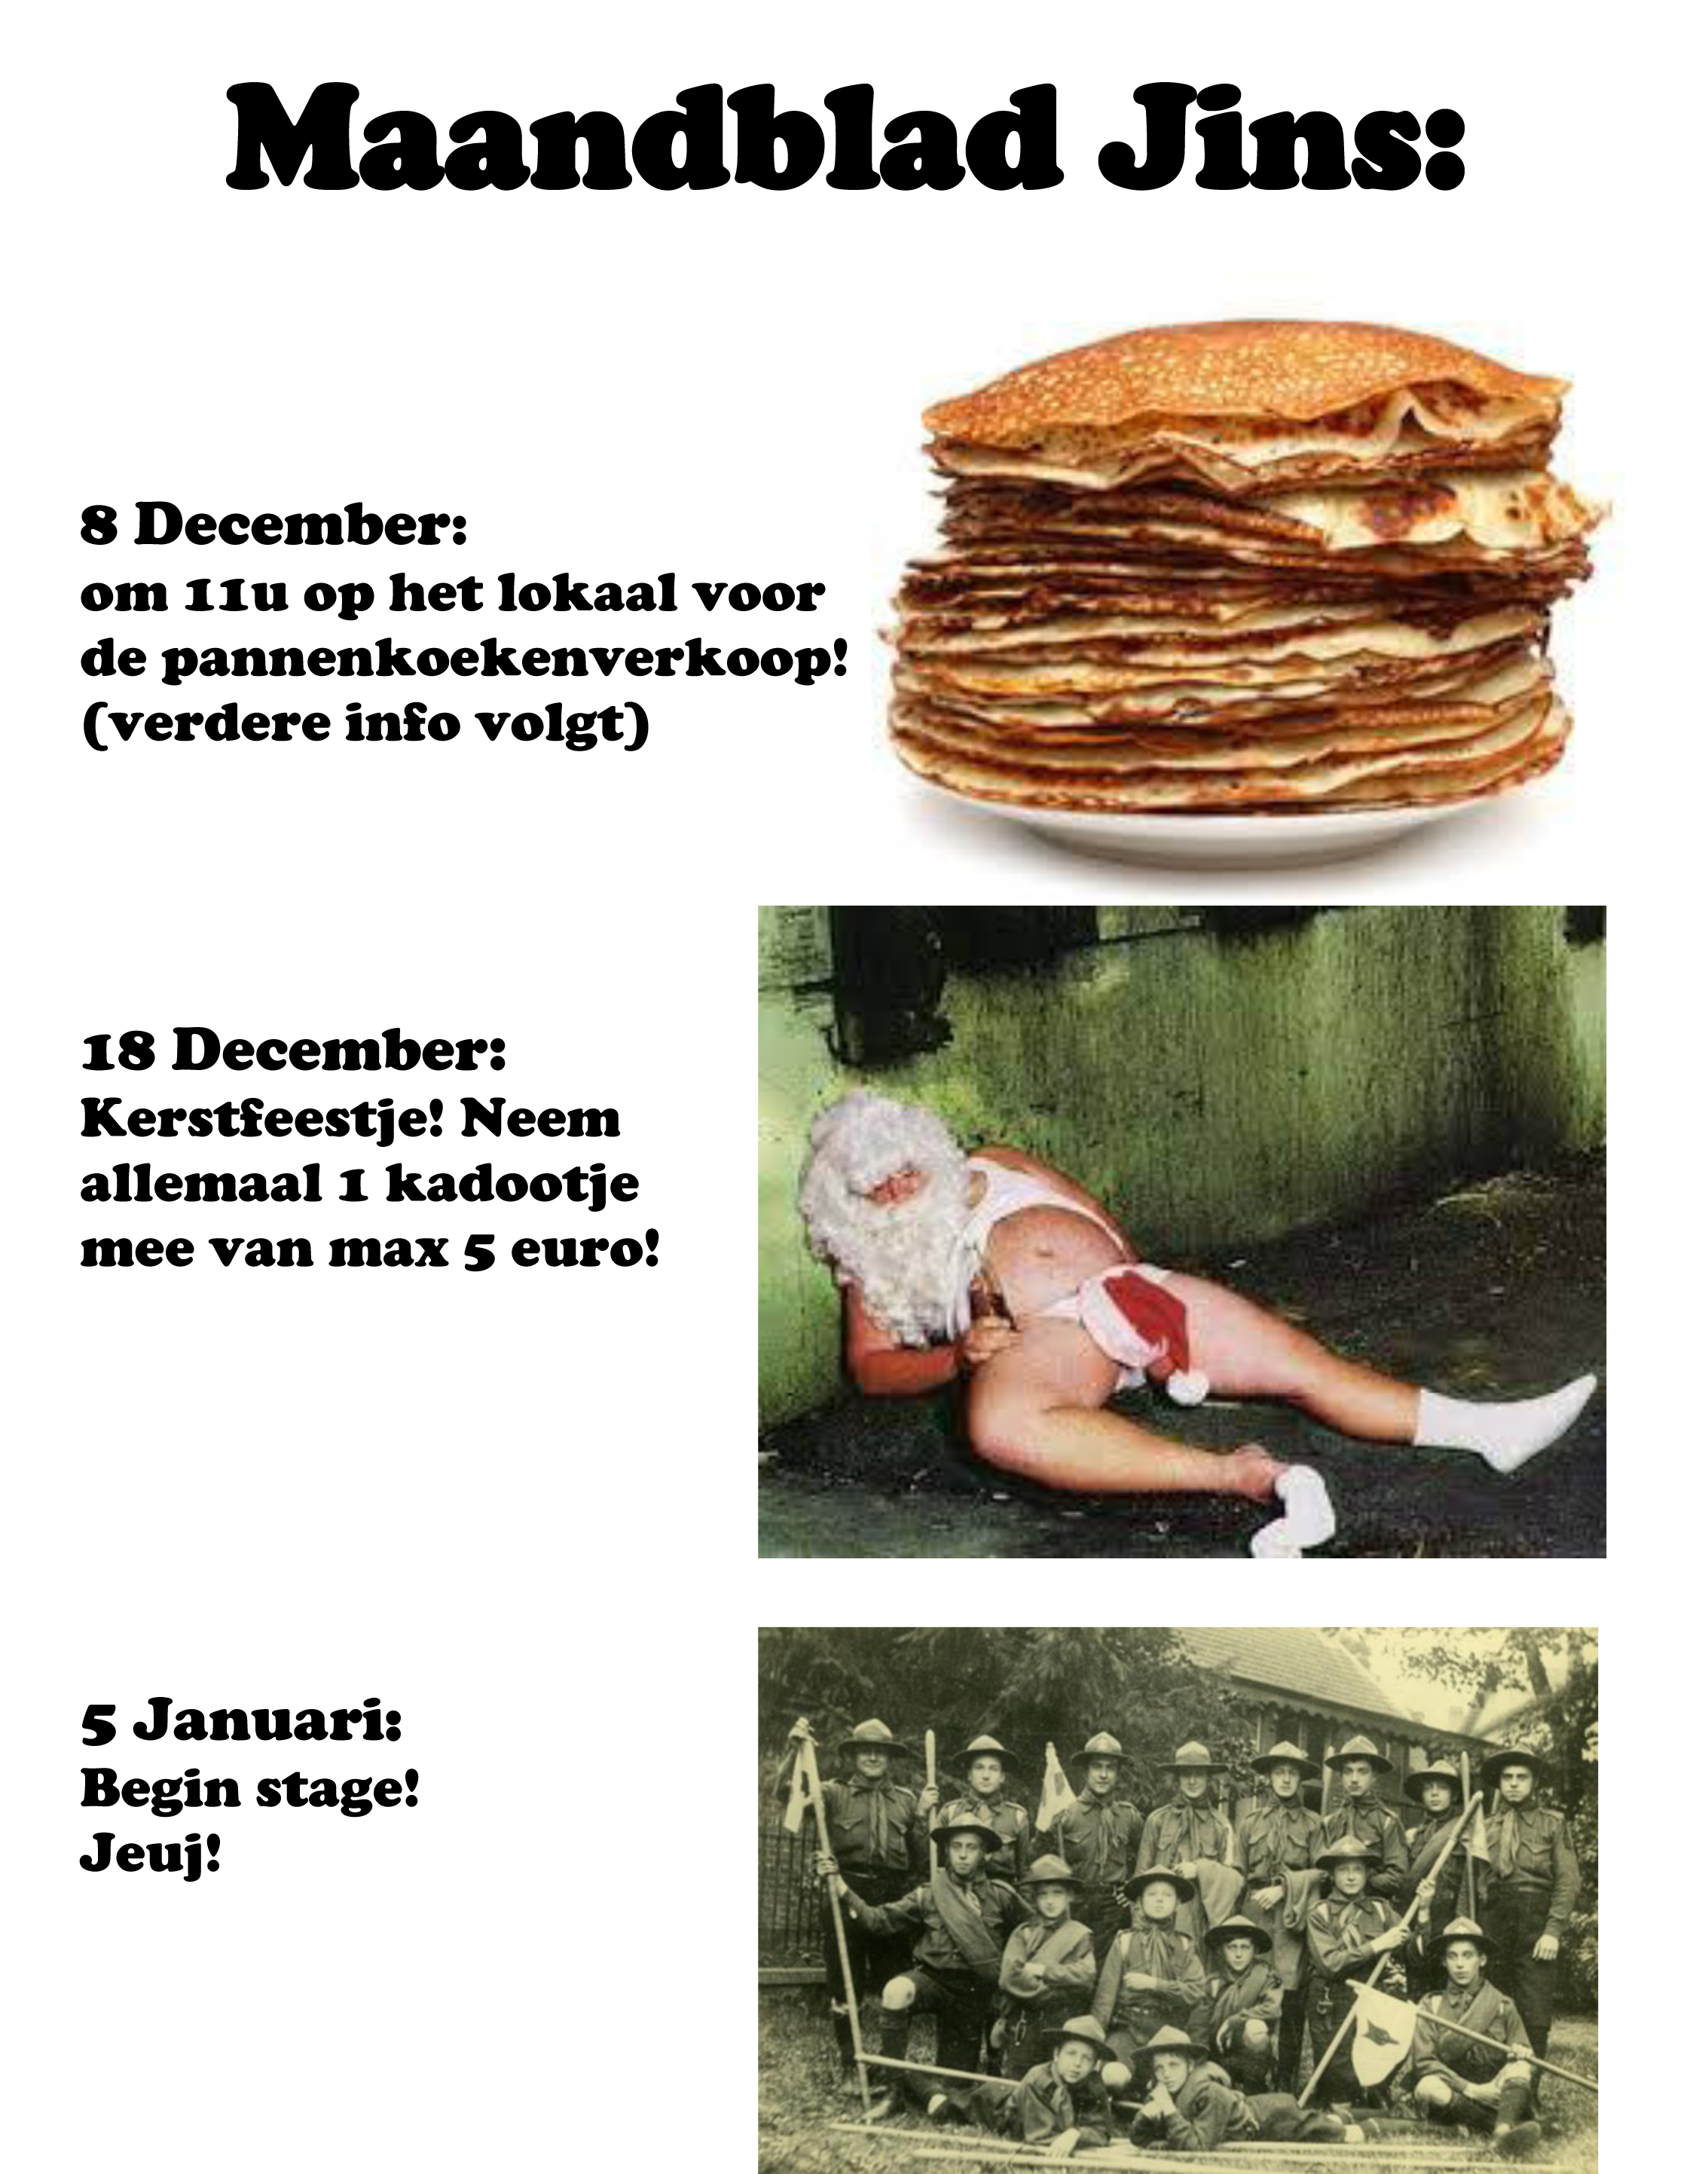 Maandblad Jins:
8 December:
om 11u op het lokaal voor
de pannenkoekenverkoop!
(verdere info volgt)
18 December:
Kerstfeestje! Neem
allemaal 1 kadootje
mee van max 5 euro!
5 Januari:
Begin stage!
Jeuj!